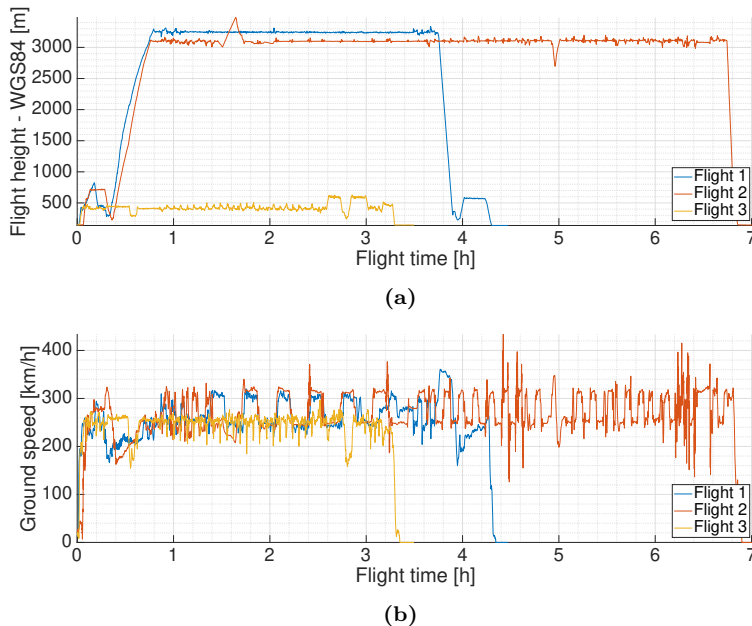 Flight height - WGS84 [m]
3000
2500
2000
1500
1000
500
Flight 1
Flight 2
Flight 3
0 1 2 3 4 5 6 7
Flight time [h]
(a)
Ground speed [km/h]
400
300
200
100
0
Flight 1
Flight 2
Flight 3
0 1 2 3 4 5 6 7
Flight time [h]
(b)